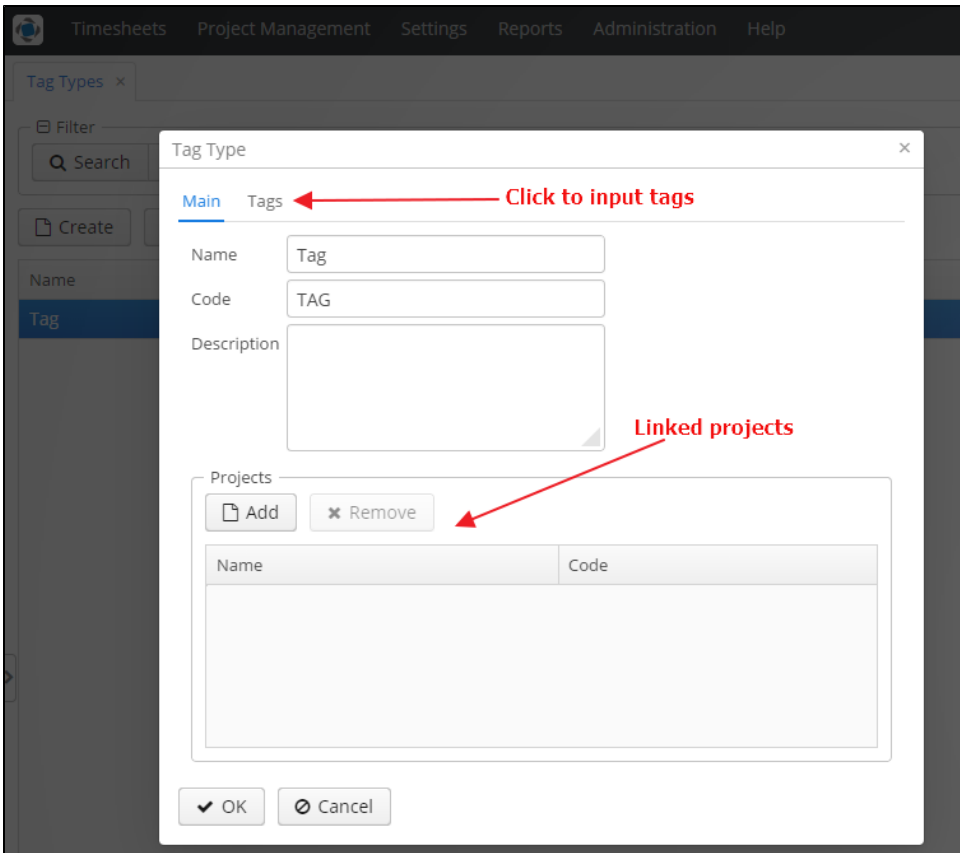 Timesheets Project Management Settings Reports Administration Help
Tag Types ×
Filter
Search
Create
Name
Tag
Tag Type ×
Main Tags
Click to input tags
Name Tag
Code TAG
Description
Linked projects
Projects
Add Remove
Name Code
OK Cancel